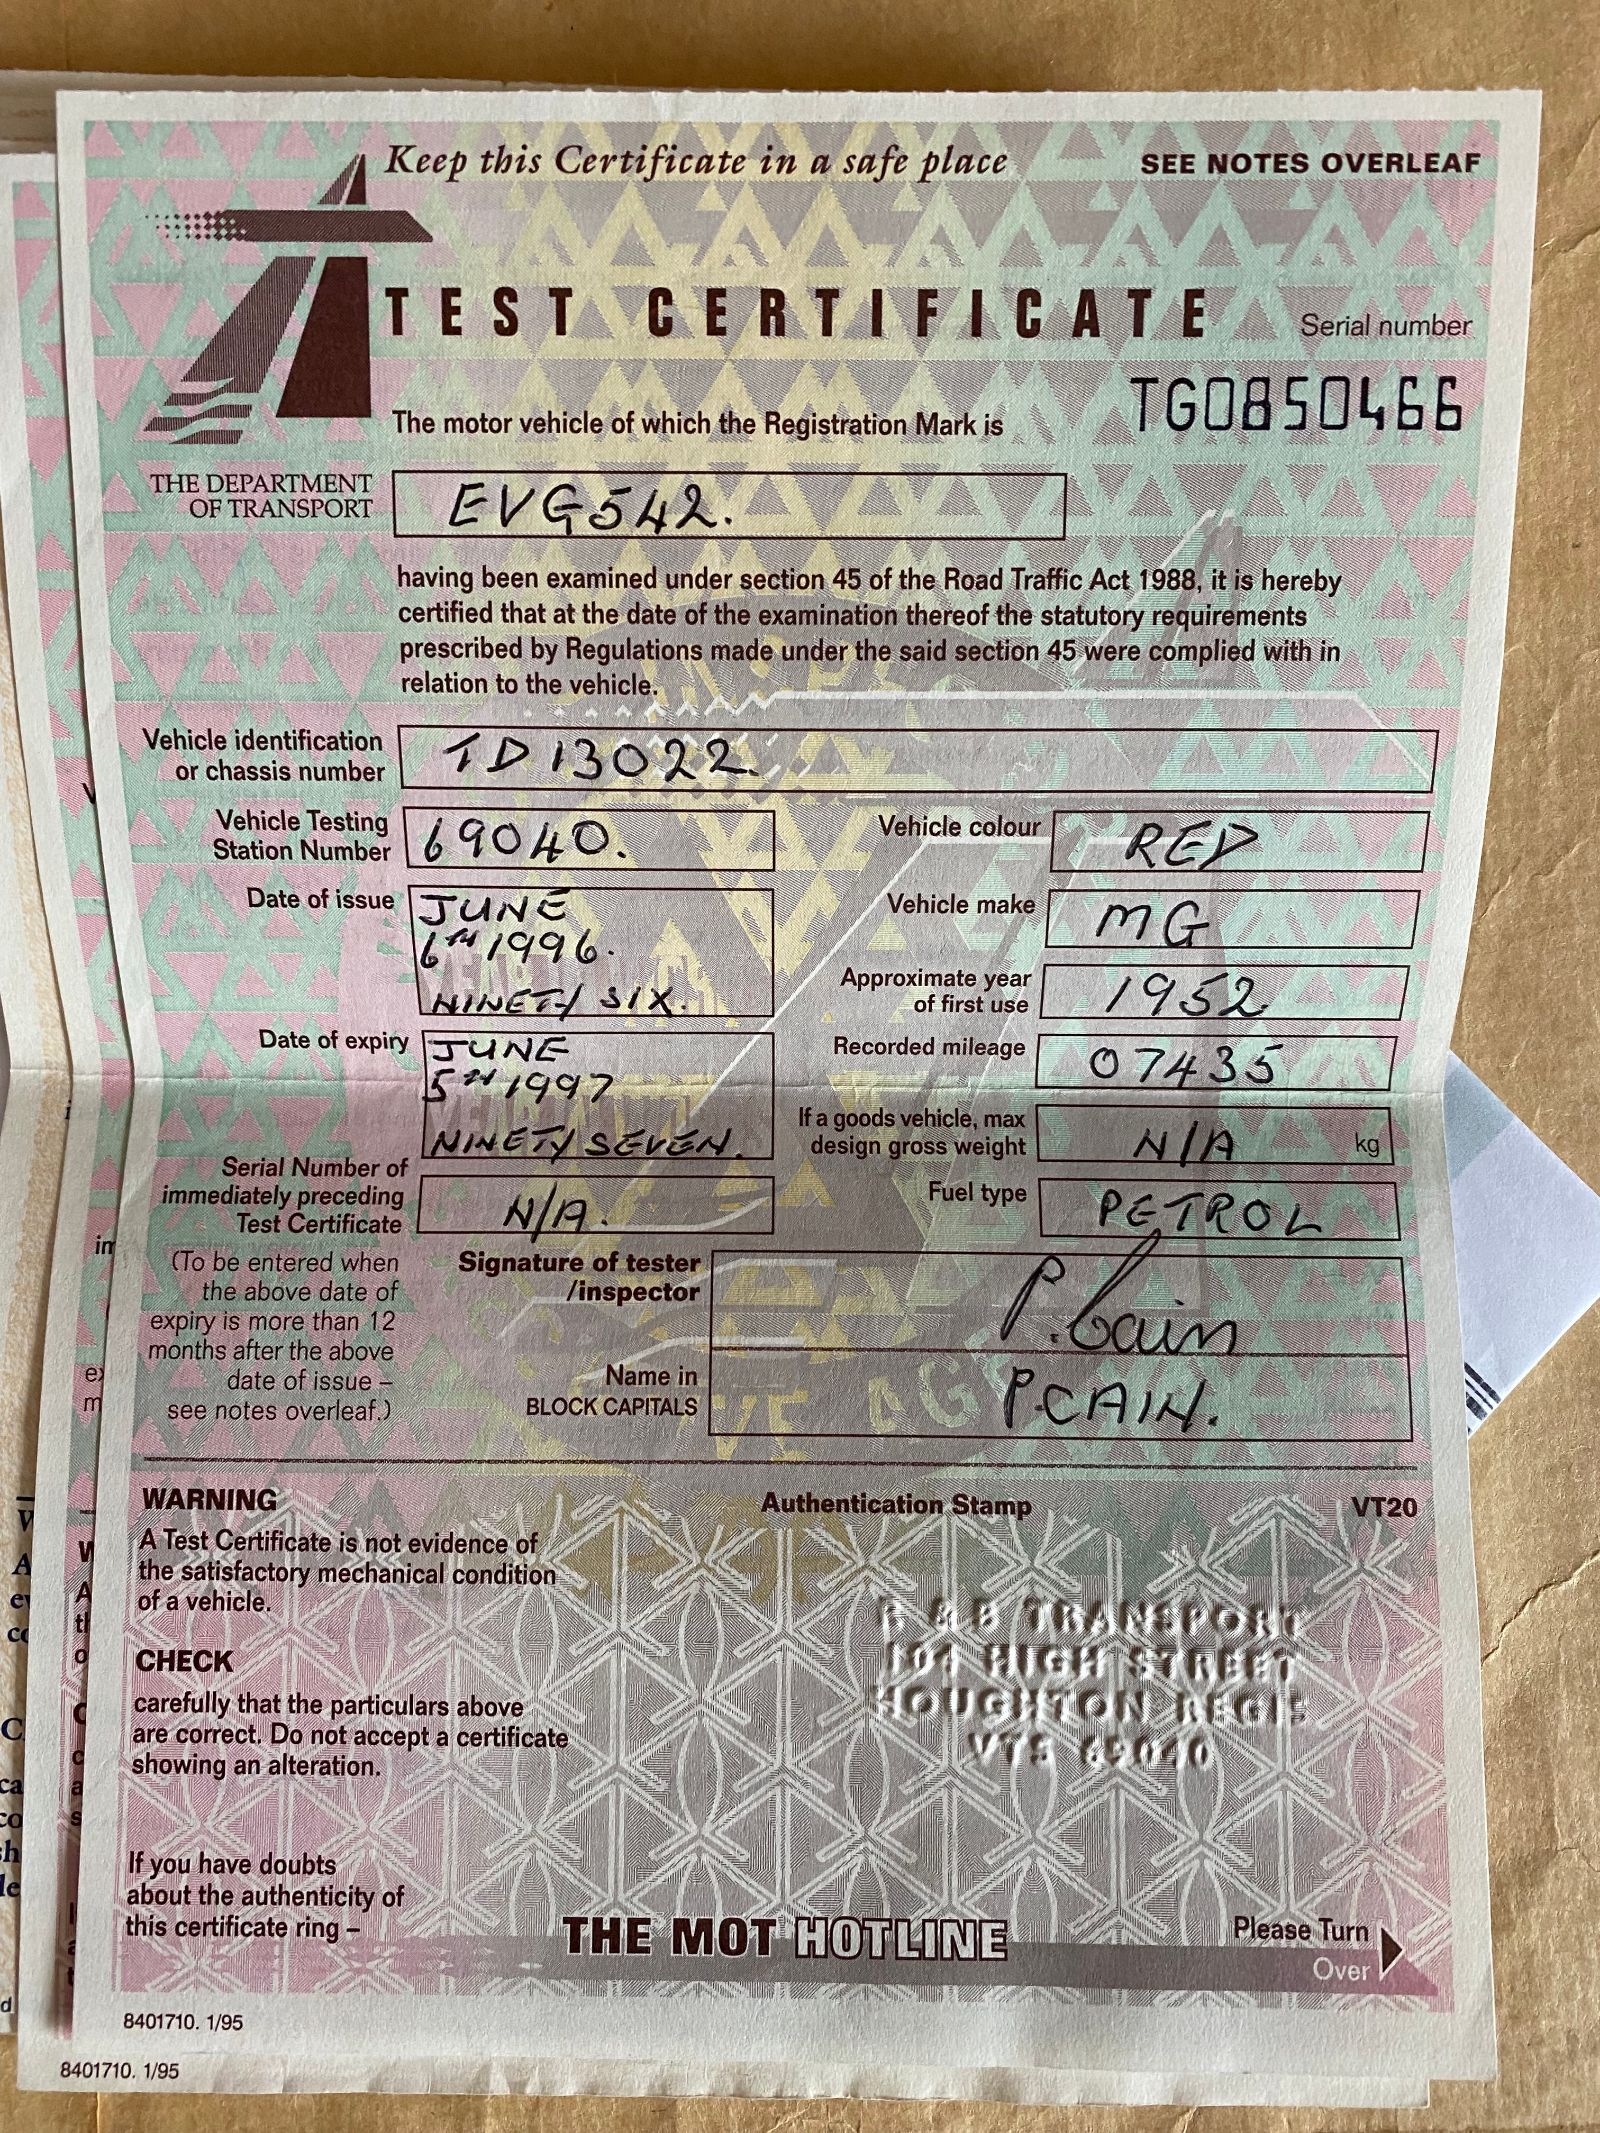 Keep this Certificate in a safe place
SEE NOTES OVERLEAF
TEST CERTIFICATE
Serial number
TG0850466
The motor vehicle of which the Registration Mark is
THE DEPARTMENT
OF TRANSPORT
EVG542.
having been examined under section 45 of the Road Traffic Act 1988, it is hereby
certified that at the date of the examination thereof the statutory requirements
prescribed by Regulations made under the said section 45 were complied with in
relation to the vehicle.
Vehicle identification
or chassis number
TD13022.
Vehicle Testing
Station Number
69040.
Vehicle colour
RED
Date of issue
JUNE
6TH 1996.
NINETY SIX.
Vehicle make
MG
Approximate year
of first use
1952
Date of expiry
JUNE
5TH 1997
NINETY SEVEN.
Recorded mileage
07435
If a goods vehicle, max
design gross weight
N/A
kg
Serial Number of
immediately preceding
Test Certificate
N/A.
Fuel type
PETROL
(To be entered when
the above date of
expiry is more than 12
months after the above
date of issue –
see notes overleaf.)
Signature of tester
/inspector
P. Cain
Name in
BLOCK CAPITALS
P.CAIN.
WARNING
A Test Certificate is not evidence of
the satisfactory mechanical condition
of a vehicle.
Authentication Stamp
VT20
& B TRANSPORT
101 HIGH STREET
HOUGHTON REGIS
VTS 69040
CHECK
carefully that the particulars above
are correct. Do not accept a certificate
showing an alteration.
If you have doubts
about the authenticity of
this certificate ring –
THE MOT HOTLINE
Please Turn
Over
8401710. 1/95
8401710. 1/95